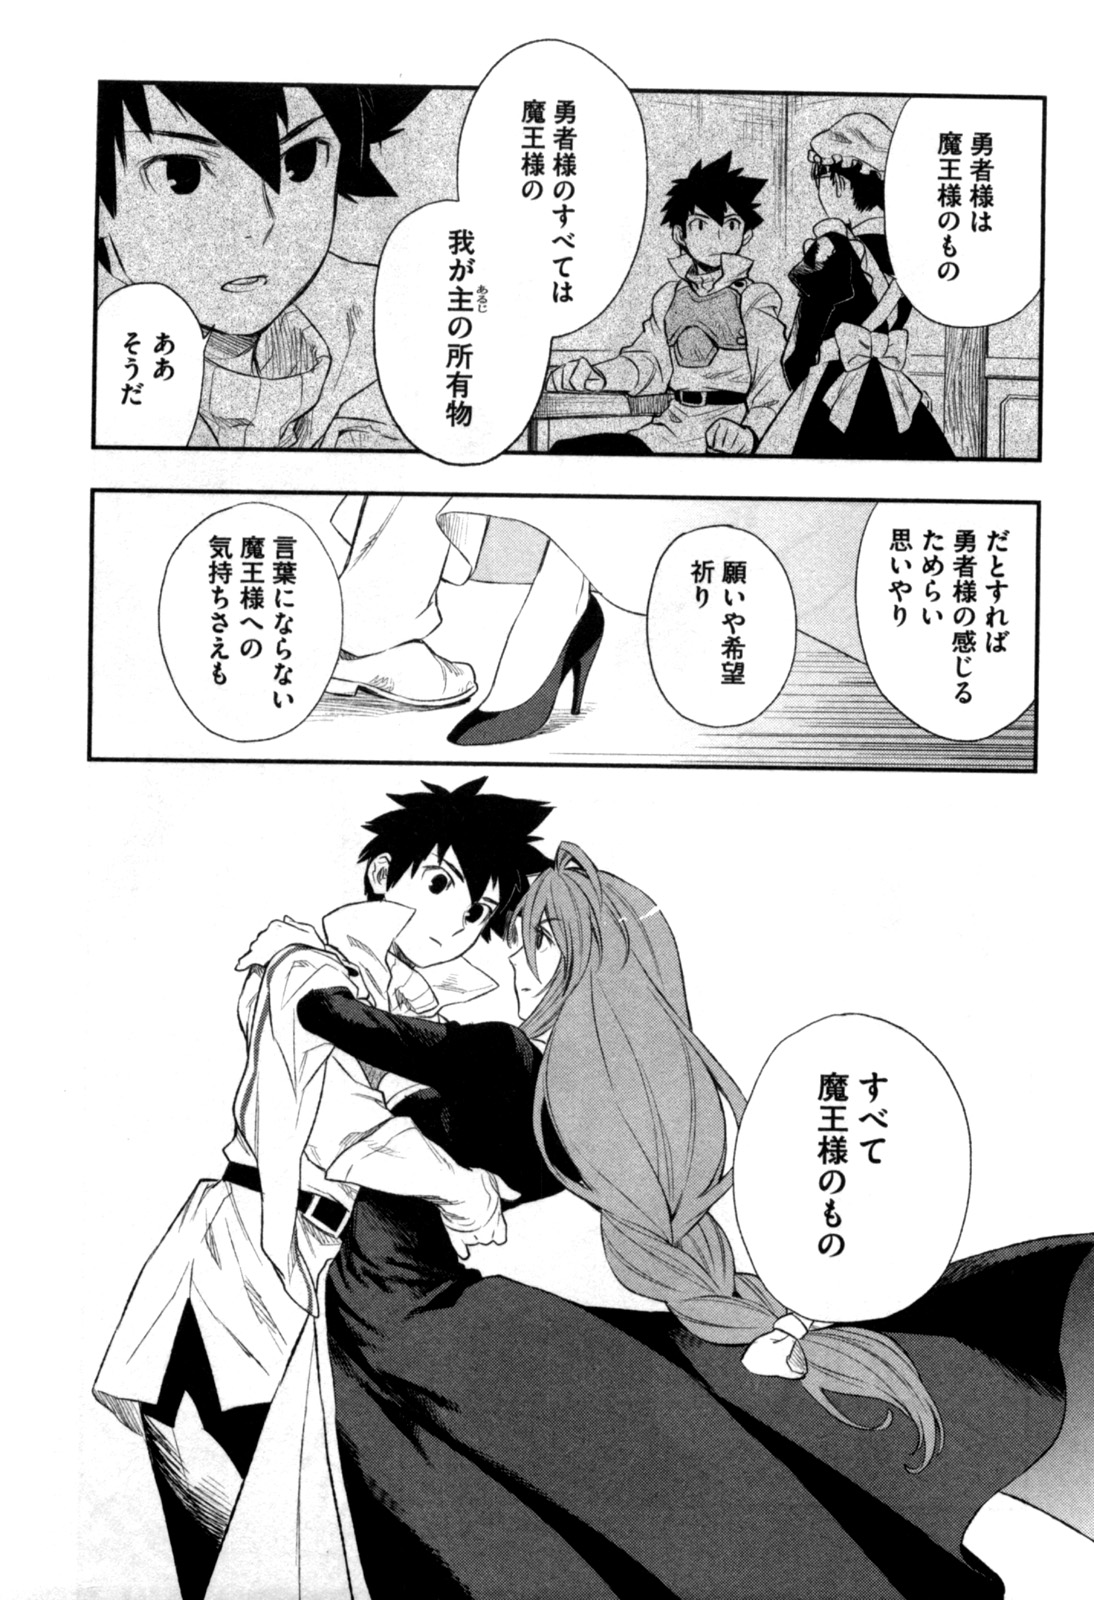 勇者様は
魔王様のもの
勇者様のすべては
魔王様の
我が主の所有物
あるじ
ああ
そうだ
だとすれば
勇者様の感じる
ためらい
思いやり
願いや希望
祈り
言葉にならない
魔王様への
気持ちさえも
すべて
魔王様のもの